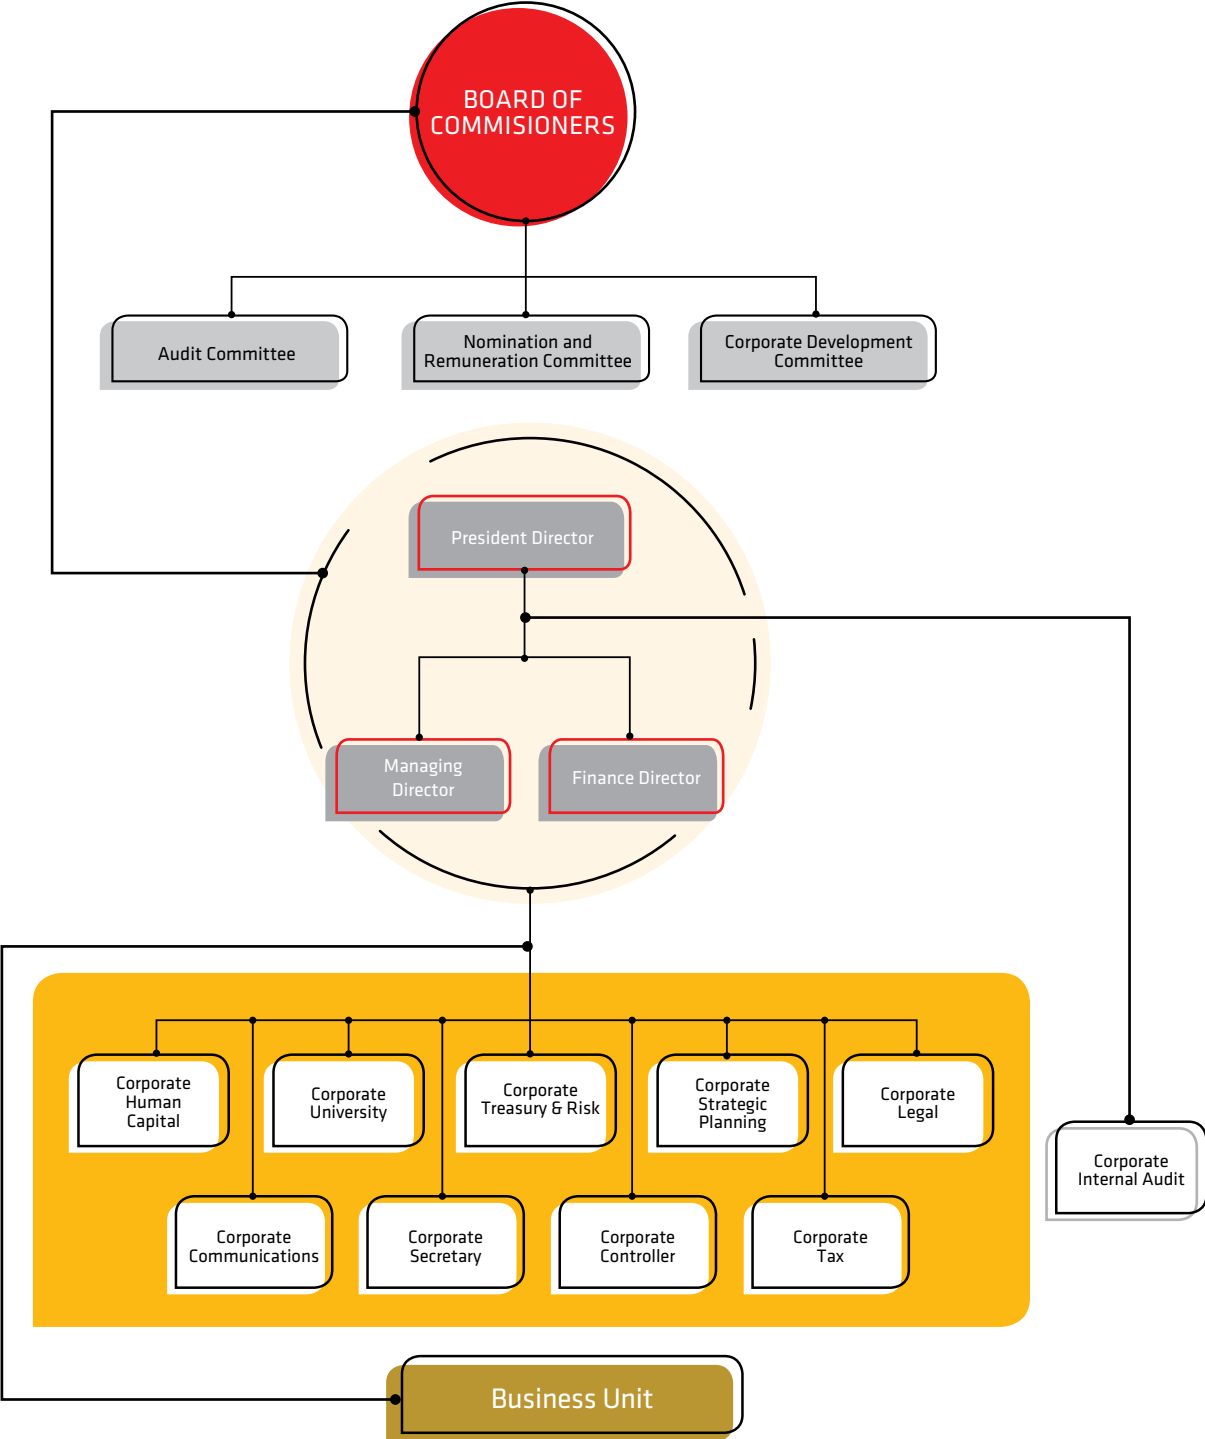 BOARD OF
COMMISIONERS
Audit Committee
Nomination and
Remuneration Committee
Corporate Development
Committee
President Director
Managing
Director
Finance Director
Corporate
Human
Capital
Corporate
University
Corporate
Treasury & Risk
Corporate
Strategic
Planning
Corporate
Legal
Corporate
Internal Audit
Corporate
Communications
Corporate
Secretary
Corporate
Controller
Corporate
Tax
Business Unit